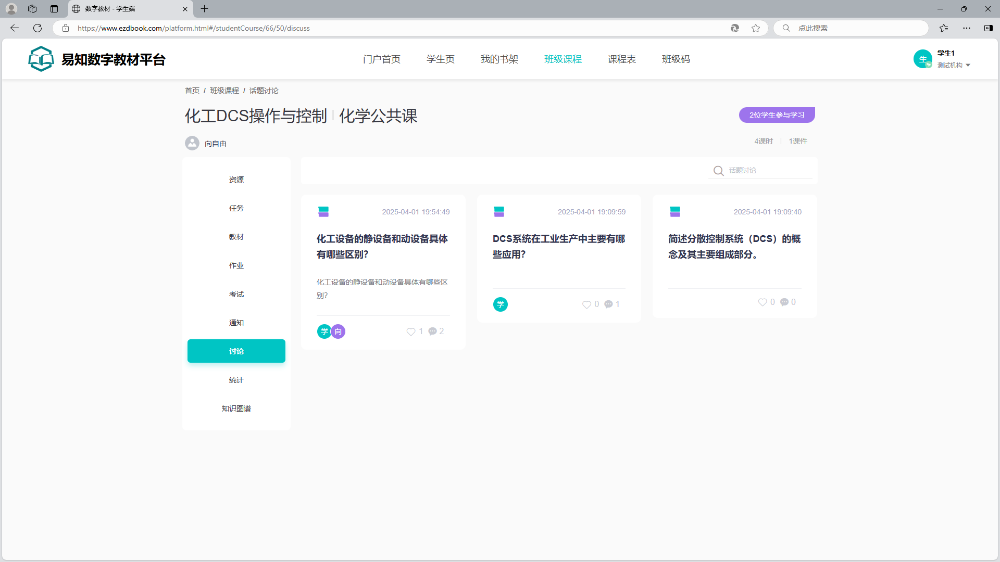 数字教材 - 学生端
https://www.ezdbook.com/platform.html#/studentCourse/66/50/discuss
点此搜索
易知数字教材平台
门户首页
学生页
我的书架
班级课程
课程表
班级码
生
学生1
测试机构
首页 / 班级课程 / 话题讨论
化工DCS操作与控制 化学公共课
2位学生参与学习
向自由
4课时 | 1课件
资源
任务
教材
作业
考试
通知
讨论
统计
知识图谱
话题讨论
2025-04-01 19:54:49
化工设备的静设备和动设备具体
有哪些区别?
化工设备的静设备和动设备具体有哪些区
别?
学 向
1 2
2025-04-01 19:09:59
DCS系统在工业生产中主要有哪
些应用?
学
0 1
2025-04-01 19:09:40
简述分散控制系统（DCS）的概
念及其主要组成部分。
0 0